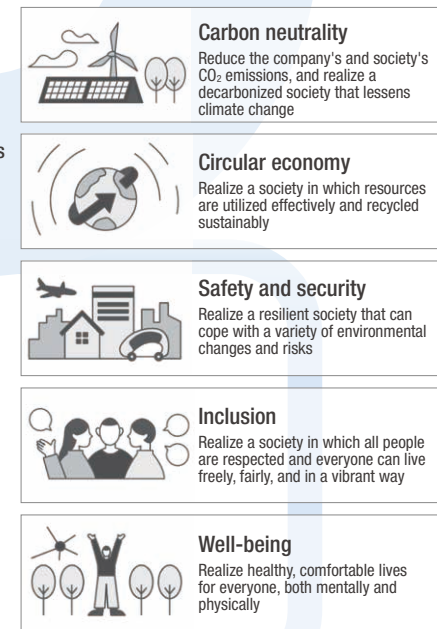 Carbon neutrality
Reduce the company's and society's
CO₂ emissions, and realize a
decarbonized society that lessens
climate change
s
Circular economy
Realize a society in which resources
are utilized effectively and recycled
sustainably
Safety and security
Realize a resilient society that can
cope with a variety of environmental
changes and risks
Inclusion
Realize a society in which all people
are respected and everyone can live
freely, fairly, and in a vibrant way
Well-being
Realize healthy, comfortable lives
for everyone, both mentally and
physically